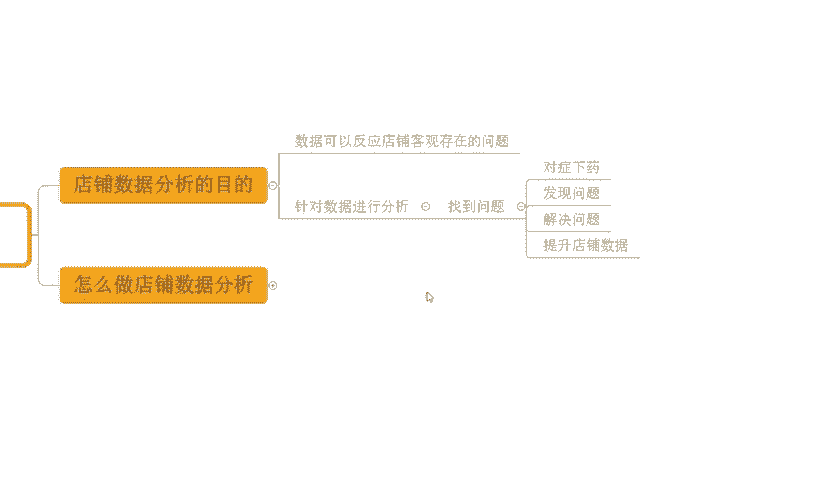 数据可以反应店铺客观存在的问题
店铺数据分析的目的
针对数据进行分析
找到问题
对症下药
发现问题
解决问题
提升店铺数据
怎么做店铺数据分析